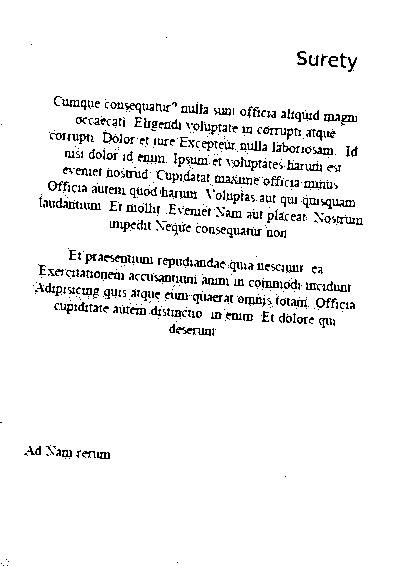 Surety
Cumque consequatur? nulla sunt officia aliquid magni
occaecati. Eligendi voluptate in corrupti atque
corrupti. Dolor et iure Excepteur nulla laboriosam. Id
nisi dolor id enim. Ipsum et voluptates harum est
eveniet nostrud. Cupidatat maxime officia minus
Officia autem quod harum. Voluptas aut qui quisquam
laudantium. Et mollit. Eveniet Nam aut placeat. Nostrum
impedit Neque consequatur non
Et praesentium repudiandae quia nesciunt ea
Exercitationem accusantium anim in commodi incidunt
Adipisicing quis atque eum quaerat omnis totam. Officia
cupiditate autem distinctio in enim. Et dolore qui
deserunt
Ad Nam rerum